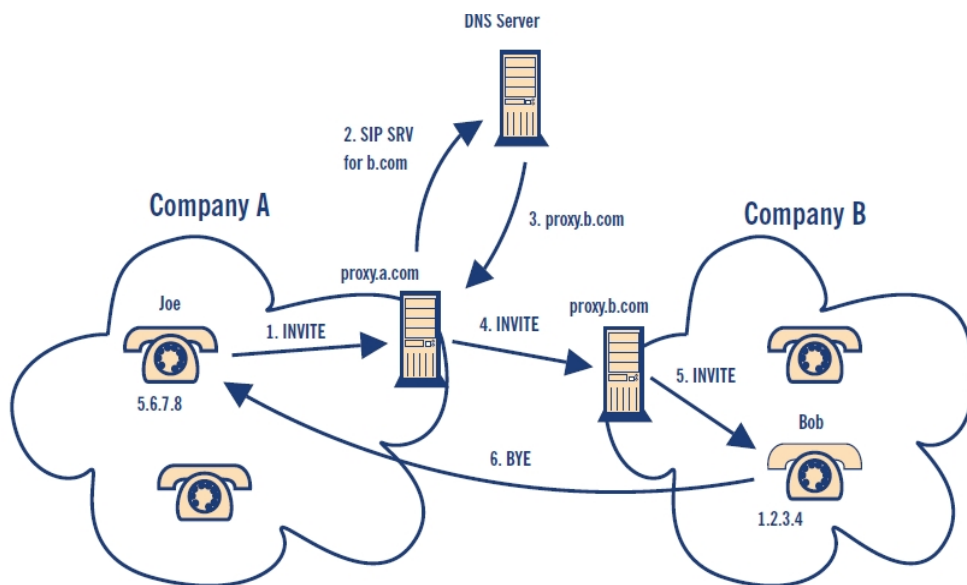 DNS Server
2. SIP SRV
for b.com
3. proxy.b.com
Company A
Company B
proxy.a.com
proxy.b.com
Joe
1. INVITE
4. INVITE
5. INVITE
5.6.7.8
Bob
6. BYE
1.2.3.4